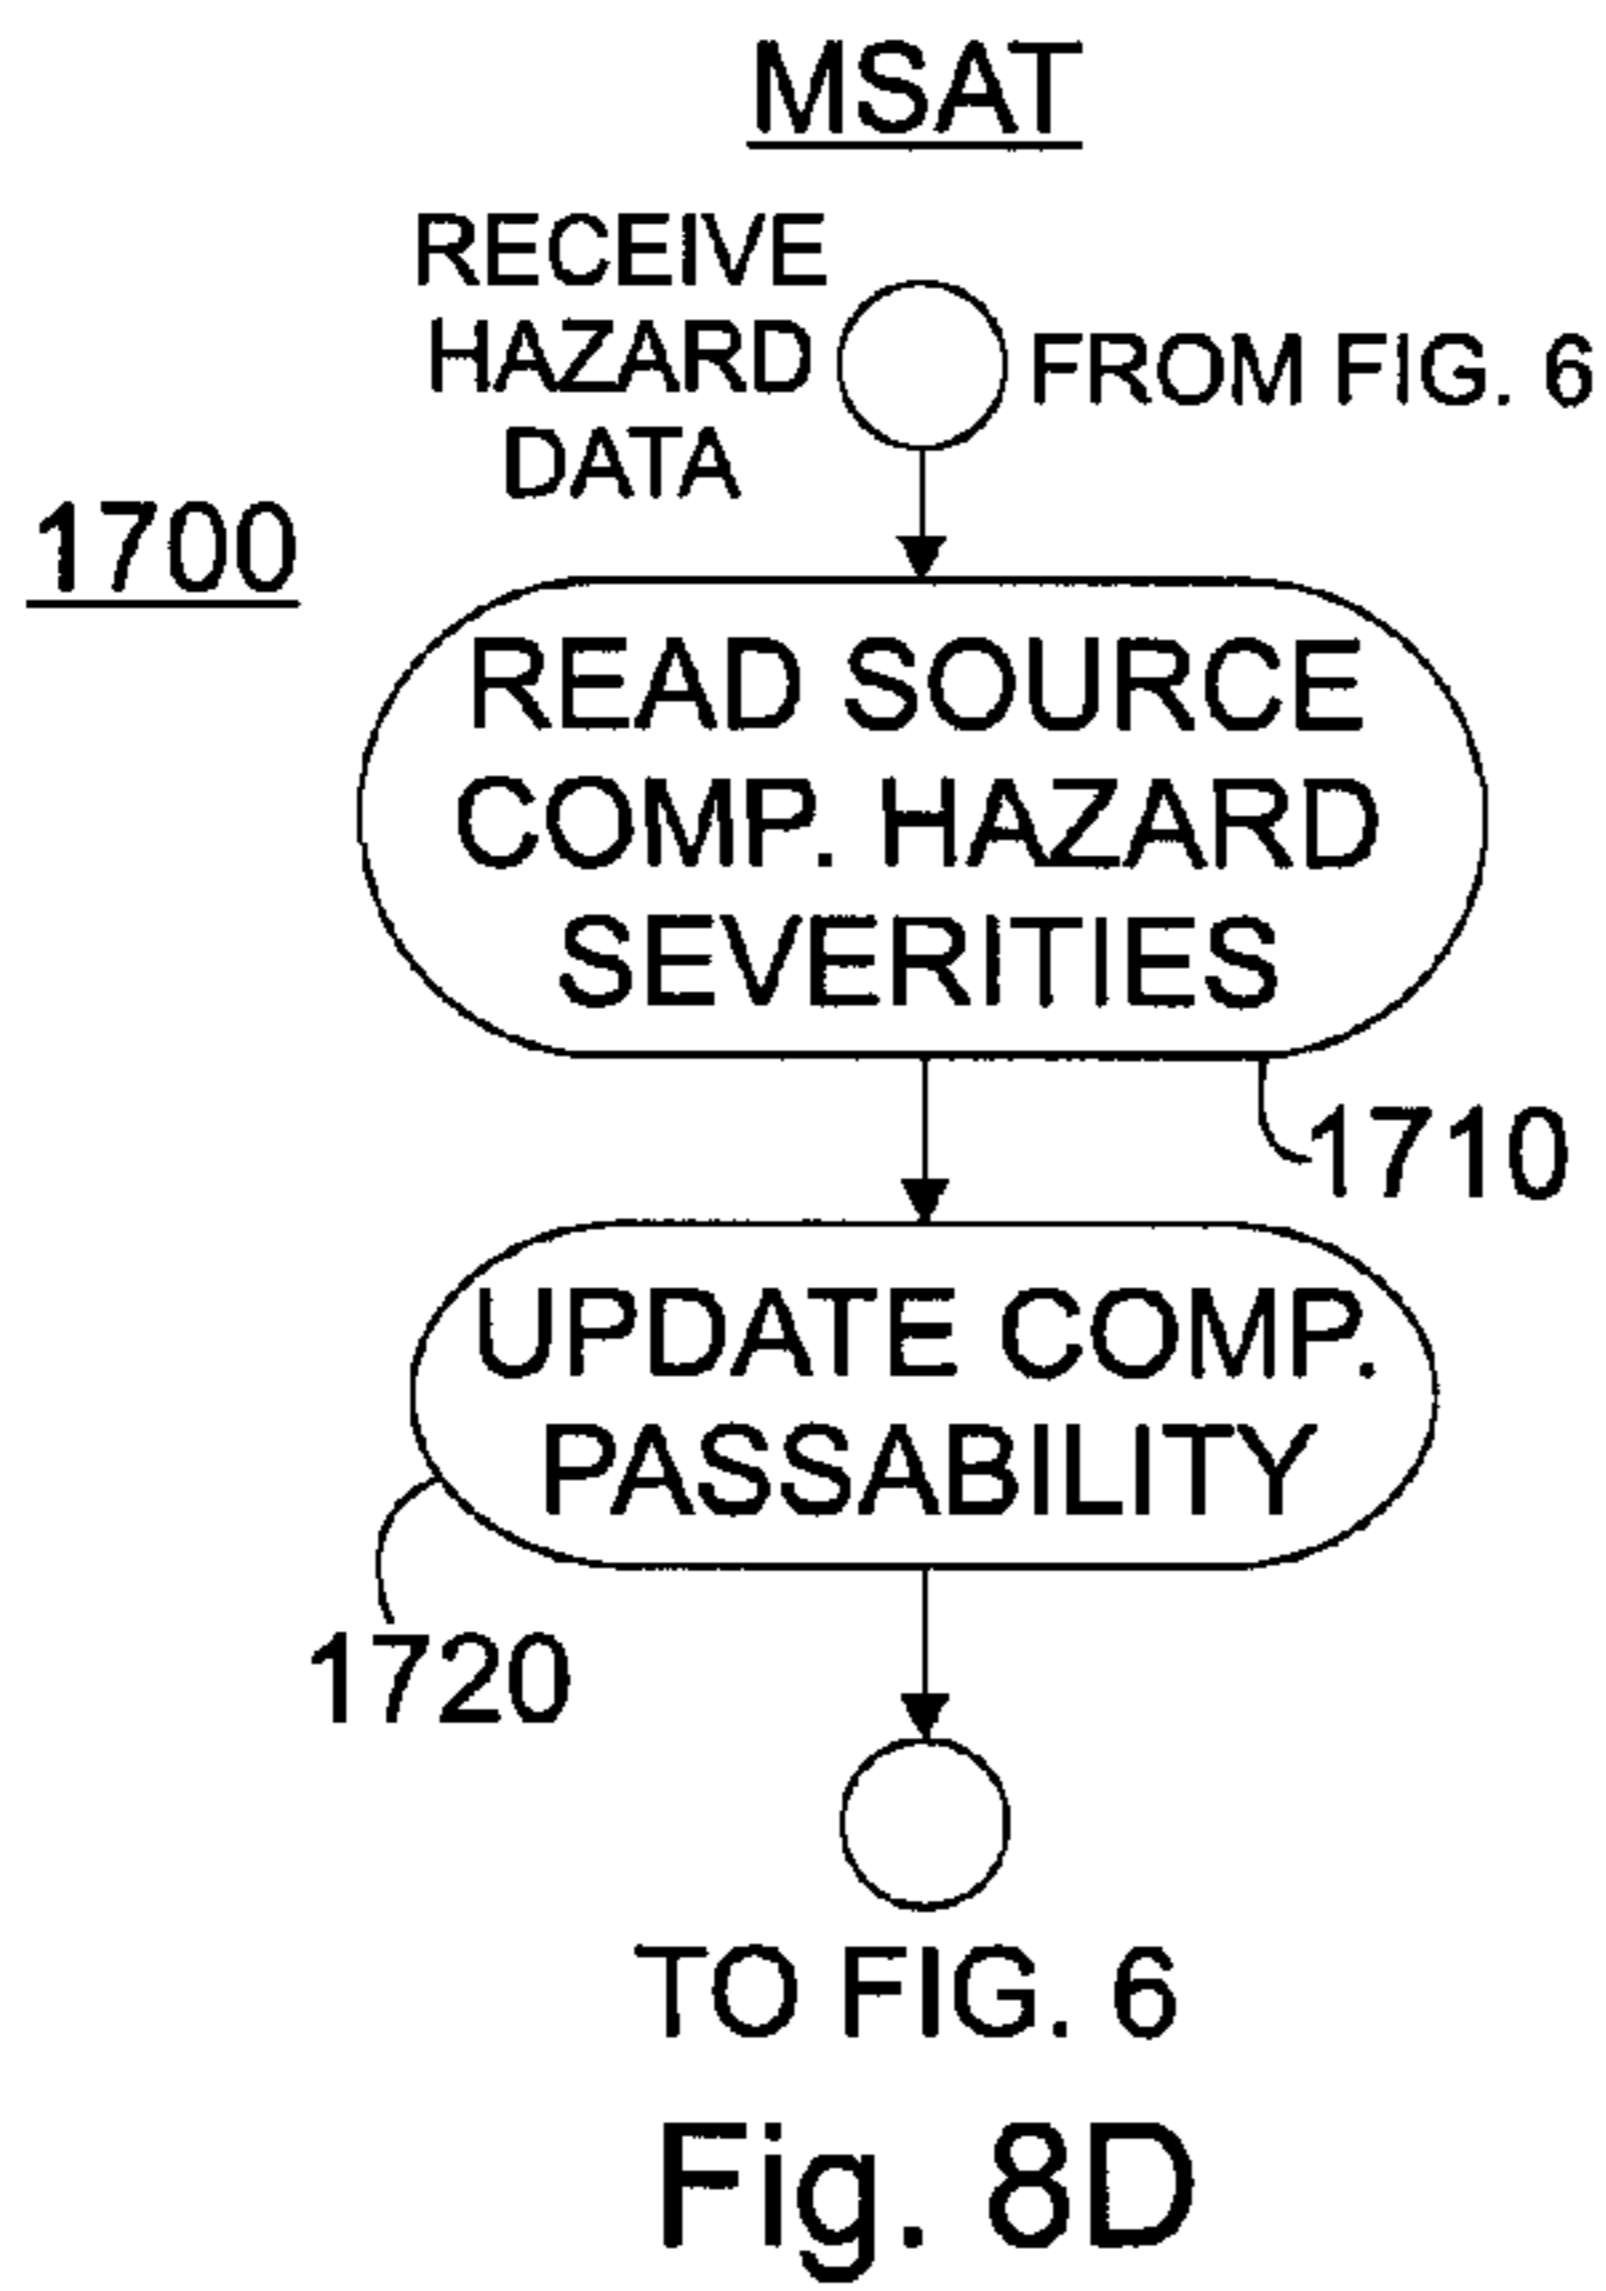 MSAT
RECEIVE
HAZARD
DATA
FROM FIG. 6
1700
READ SOURCE
COMP. HAZARD
SEVERITIES
1710
UPDATE COMP.
PASSABILITY
1720
TO FIG. 6
Fig. 8D